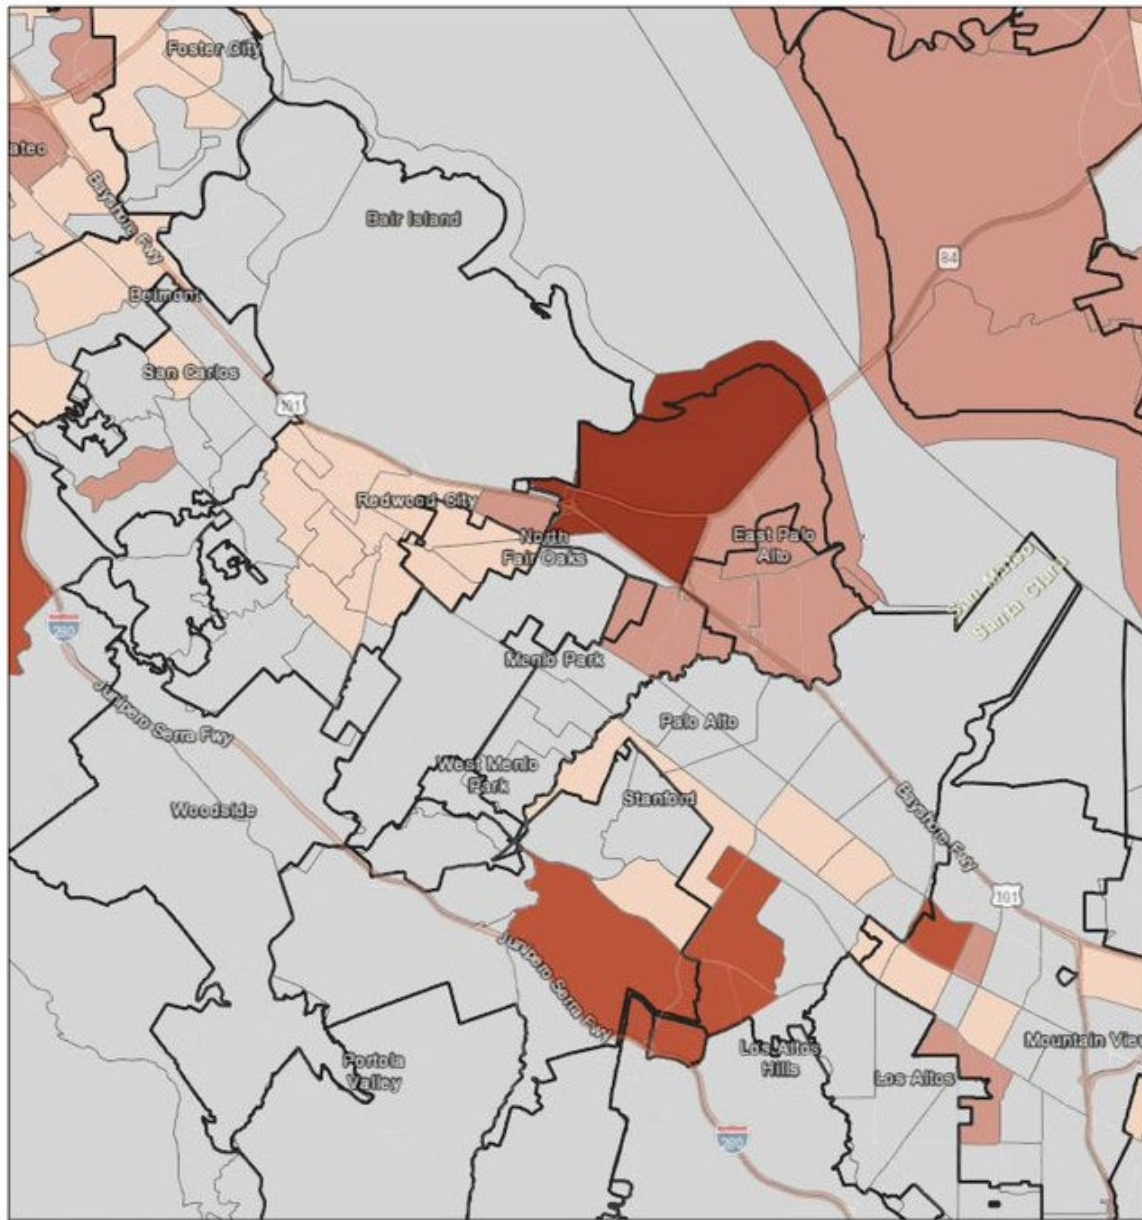 Foster City
ateo
Bayshore Fwy
Bair Island
84
Belmont
San Carlos
101
Redwood City
North
Fair Oaks
East Palo
Alto
San Mateo
Santa Clara
280
Menlo Park
Junipero Serra Fwy
Palo Alto
West Menlo
Park
Stanford
Woodside
Bayshore Fwy
101
Junipero Serra Fwy
Portola
Valley
Los Altos
Hills
Los Altos
Mountain View
280